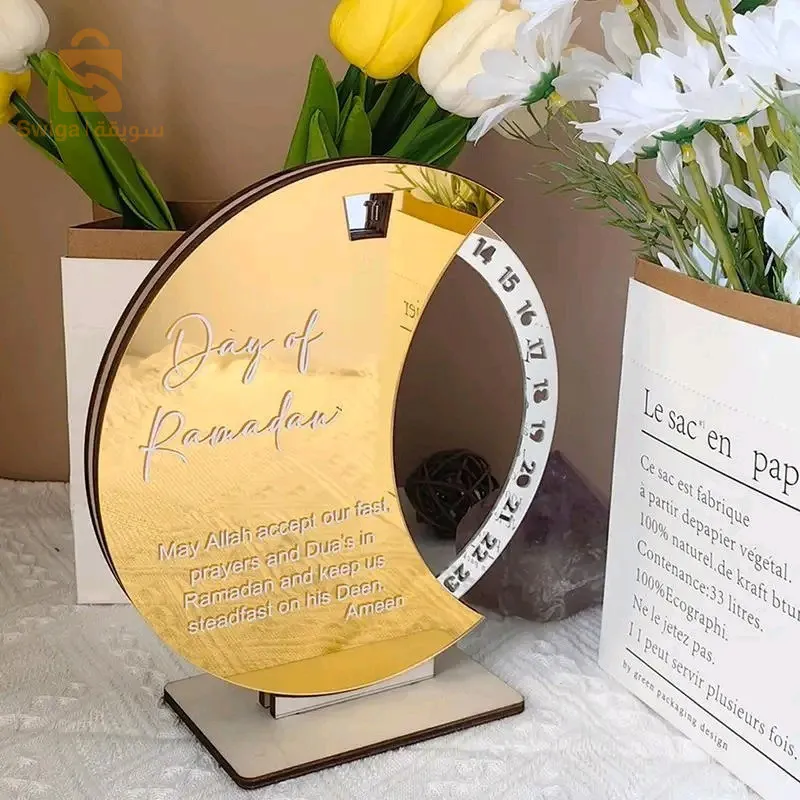 Swiga سويقة
10
Day of
Ramadan
May Allah accept our fast,
prayers and Dua's in
Ramadan and keep us
steadfast on his Deen.
Ameen
14
15
16
17
18
19
20
21
22
23
Le sac en pap
Ce sac est fabrique
à partir depapier végétal.
100% naturel.de kraft btur
Contenance:33 litres.
100%Ecographi.
Ne le jetez pas.
I l peut servir plusieurs fois
by green packaging design